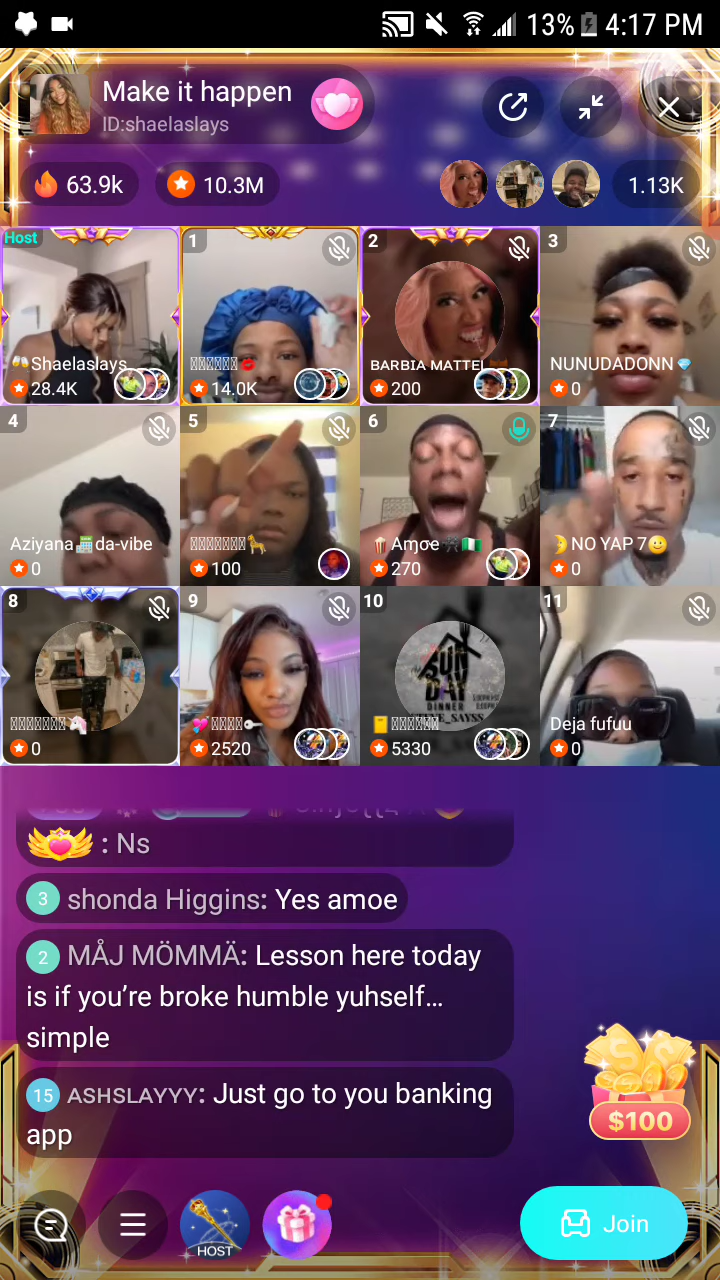 13% 4:17 PM
Make it happen
ID:shaelaslays
63.9k 10.3M 1.13K
Host 1 2 3
Shaelaslays BARBIA MATTEL NUNUDADONN
28.4K 14.0K 200 0
4 5 6 7
Aziyana da-vibe Aɱσҽ NO YAP 7
0 100 270 0
8 9 10 11
SUNDAY
DINNER
Deja fufuu
0 2520 5330 0
: Ns
3 shonda Higgins: Yes amoe
2 MÅJ MÖMMÄ: Lesson here today
is if you’re broke humble yuhself…
simple
15 ᴀsʜsʟᴀʏʏʏ: Just go to you banking
app
$100
HOST Join